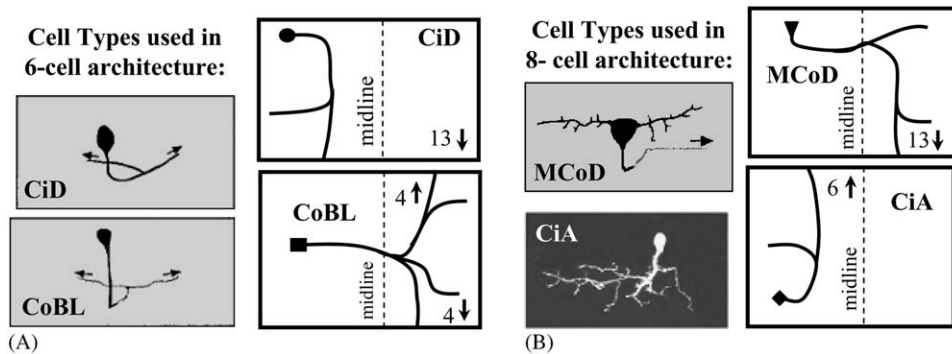 Cell Types used in
6-cell architecture:
CiD
CoBL
CiD
midline
13
CoBL
4
midline
4
(A)
Cell Types used in
8- cell architecture:
MCoD
CiA
MCoD
midline
13
6
CiA
midline
(B)